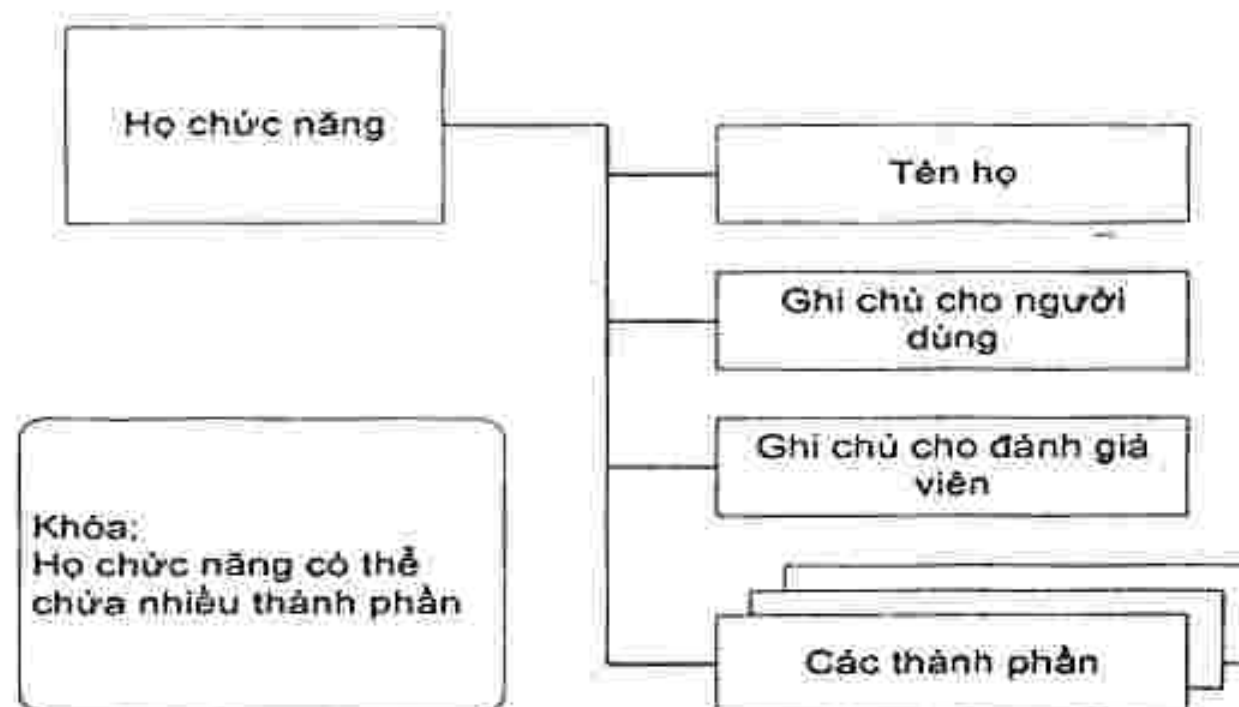 Họ chức năng
Tên họ
Ghi chú cho người
dùng
Ghi chú cho đánh giá
viên
Khóa;
Họ chức năng có thể
chứa nhiều thành phần
Các thành phần